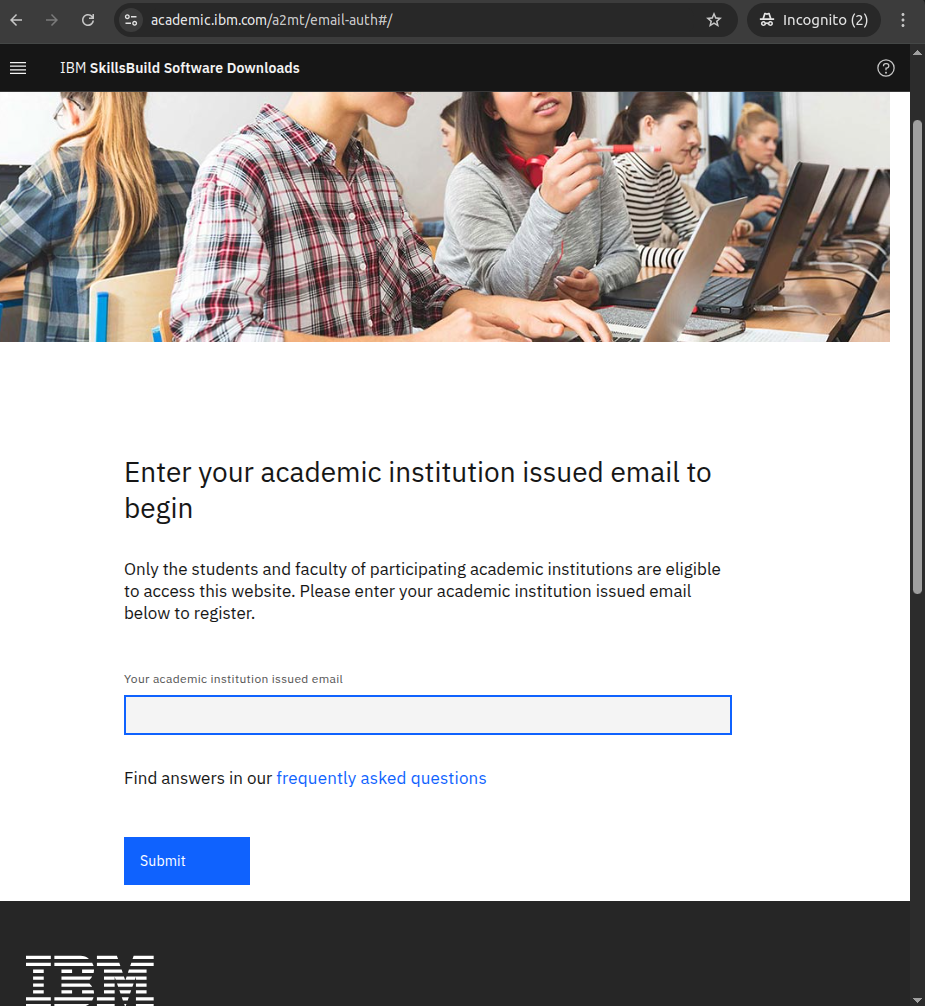 academic.ibm.com/a2mt/email-auth#/
Incognito (2)
IBM SkillsBuild Software Downloads
Enter your academic institution issued email to
begin
Only the students and faculty of participating academic institutions are eligible
to access this website. Please enter your academic institution issued email
below to register.
Your academic institution issued email
Find answers in our frequently asked questions
Submit
IBM